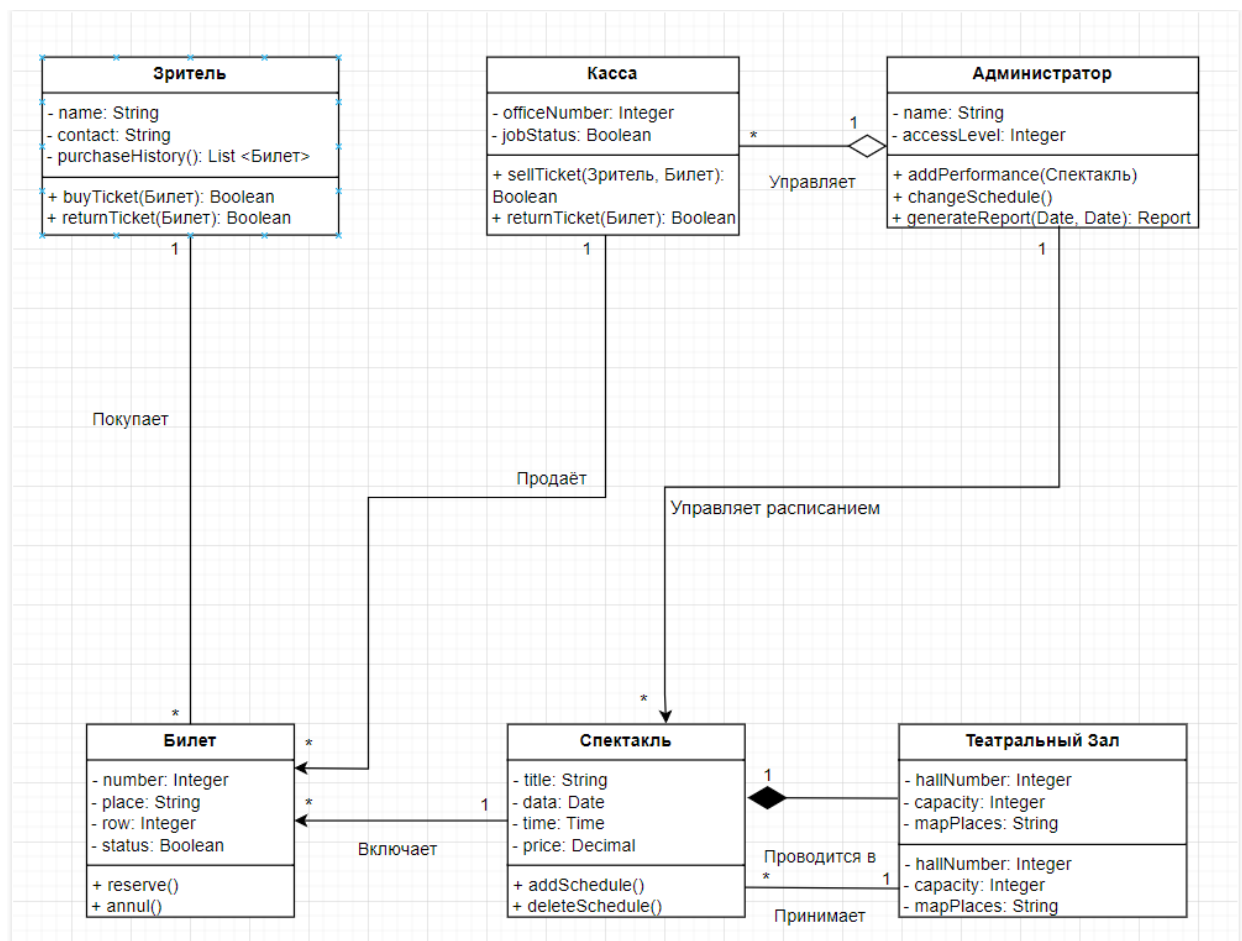 Зритель
- name: String
- contact: String
- purchaseHistory(): List <Билет>
+ buyTicket(Билет): Boolean
+ returnTicket(Билет): Boolean
1
Касса
- officeNumber: Integer
- jobStatus: Boolean
+ sellTicket(Зритель, Билет):
Boolean
+ returnTicket(Билет): Boolean
1
*
1
Управляет
Администратор
- name: String
- accessLevel: Integer
+ addPerformance(Спектакль)
+ changeSchedule()
+ generateReport(Date, Date): Report
1
Покупает
Продаёт
Управляет расписанием
*
*
*
Билет
- number: Integer
- place: String
- row: Integer
- status: Boolean
+ reserve()
+ annul()
*
1
Включает
Спектакль
- title: String
- data: Date
- time: Time
- price: Decimal
+ addSchedule()
+ deleteSchedule()
1
Проводится в
*
1
Принимает
Театральный Зал
- hallNumber: Integer
- capacity: Integer
- mapPlaces: String
- hallNumber: Integer
- capacity: Integer
- mapPlaces: String